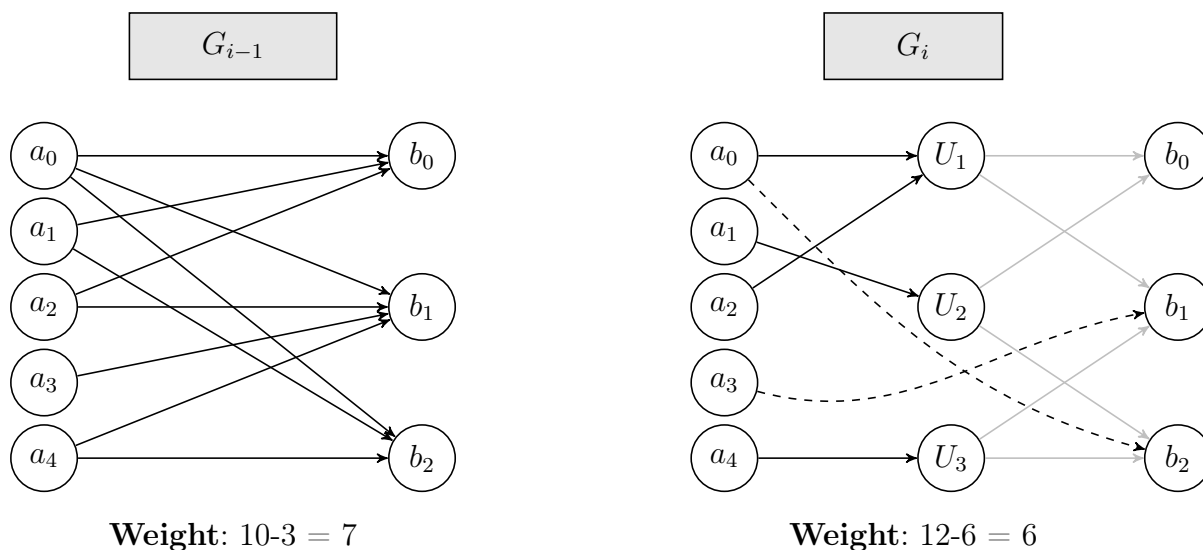 G_{i−1}
G_i
a_0
b_0
a_0
U_1
b_0
a_1
a_1
a_2
b_1
a_2
U_2
b_1
a_3
a_3
a_4
b_2
a_4
U_3
b_2
Weight: 10-3 = 7
Weight: 12-6 = 6